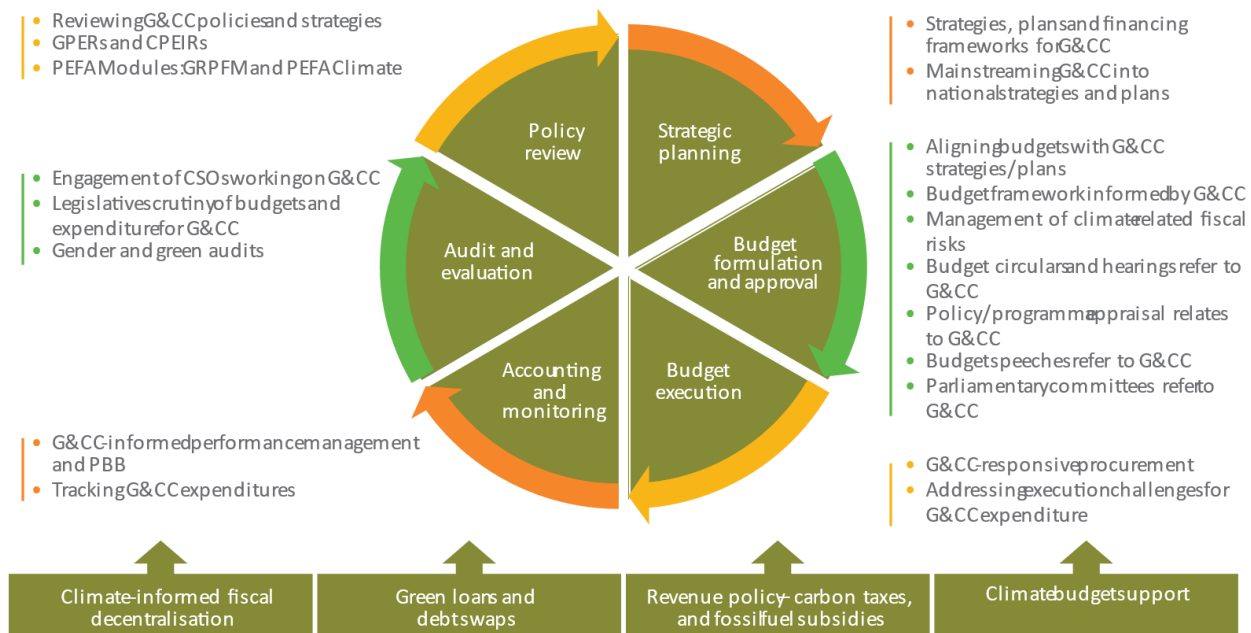 • Reviewing G&CC policies and strategies
• GPERs and CPEIRs
• PEFA Modules: GRPFM and PEFA Climate
• Engagement of CSOs working on G&CC
• Legislative scrutiny of budgets and
expenditure for G&CC
• Gender and green audits
• G&CC-informed performance management
and PBB
• Tracking G&CC expenditures
Policy
review
Strategic
planning
Audit and
evaluation
Budget
formulation
and approval
Accounting
and
monitoring
Budget
execution
• Strategies, plans and financing
frameworks for G&CC
• Mainstreaming G&CC into
national strategies and plans
• Aligning budgets with G&CC
strategies/plans
• Budget framework informed by G&CC
• Management of climate-related fiscal
risks
• Budget circulars and hearings refer to
G&CC
• Policy/programme appraisal relates
to G&CC
• Budget speeches refer to G&CC
• Parliamentary committees refer to
G&CC
• G&CC-responsive procurement
• Addressing execution challenges for
G&CC expenditure
Climate-informed fiscal
decentralisation
Green loans and
debt swaps
Revenue policy – carbon taxes,
and fossil fuel subsidies
Climate budget support